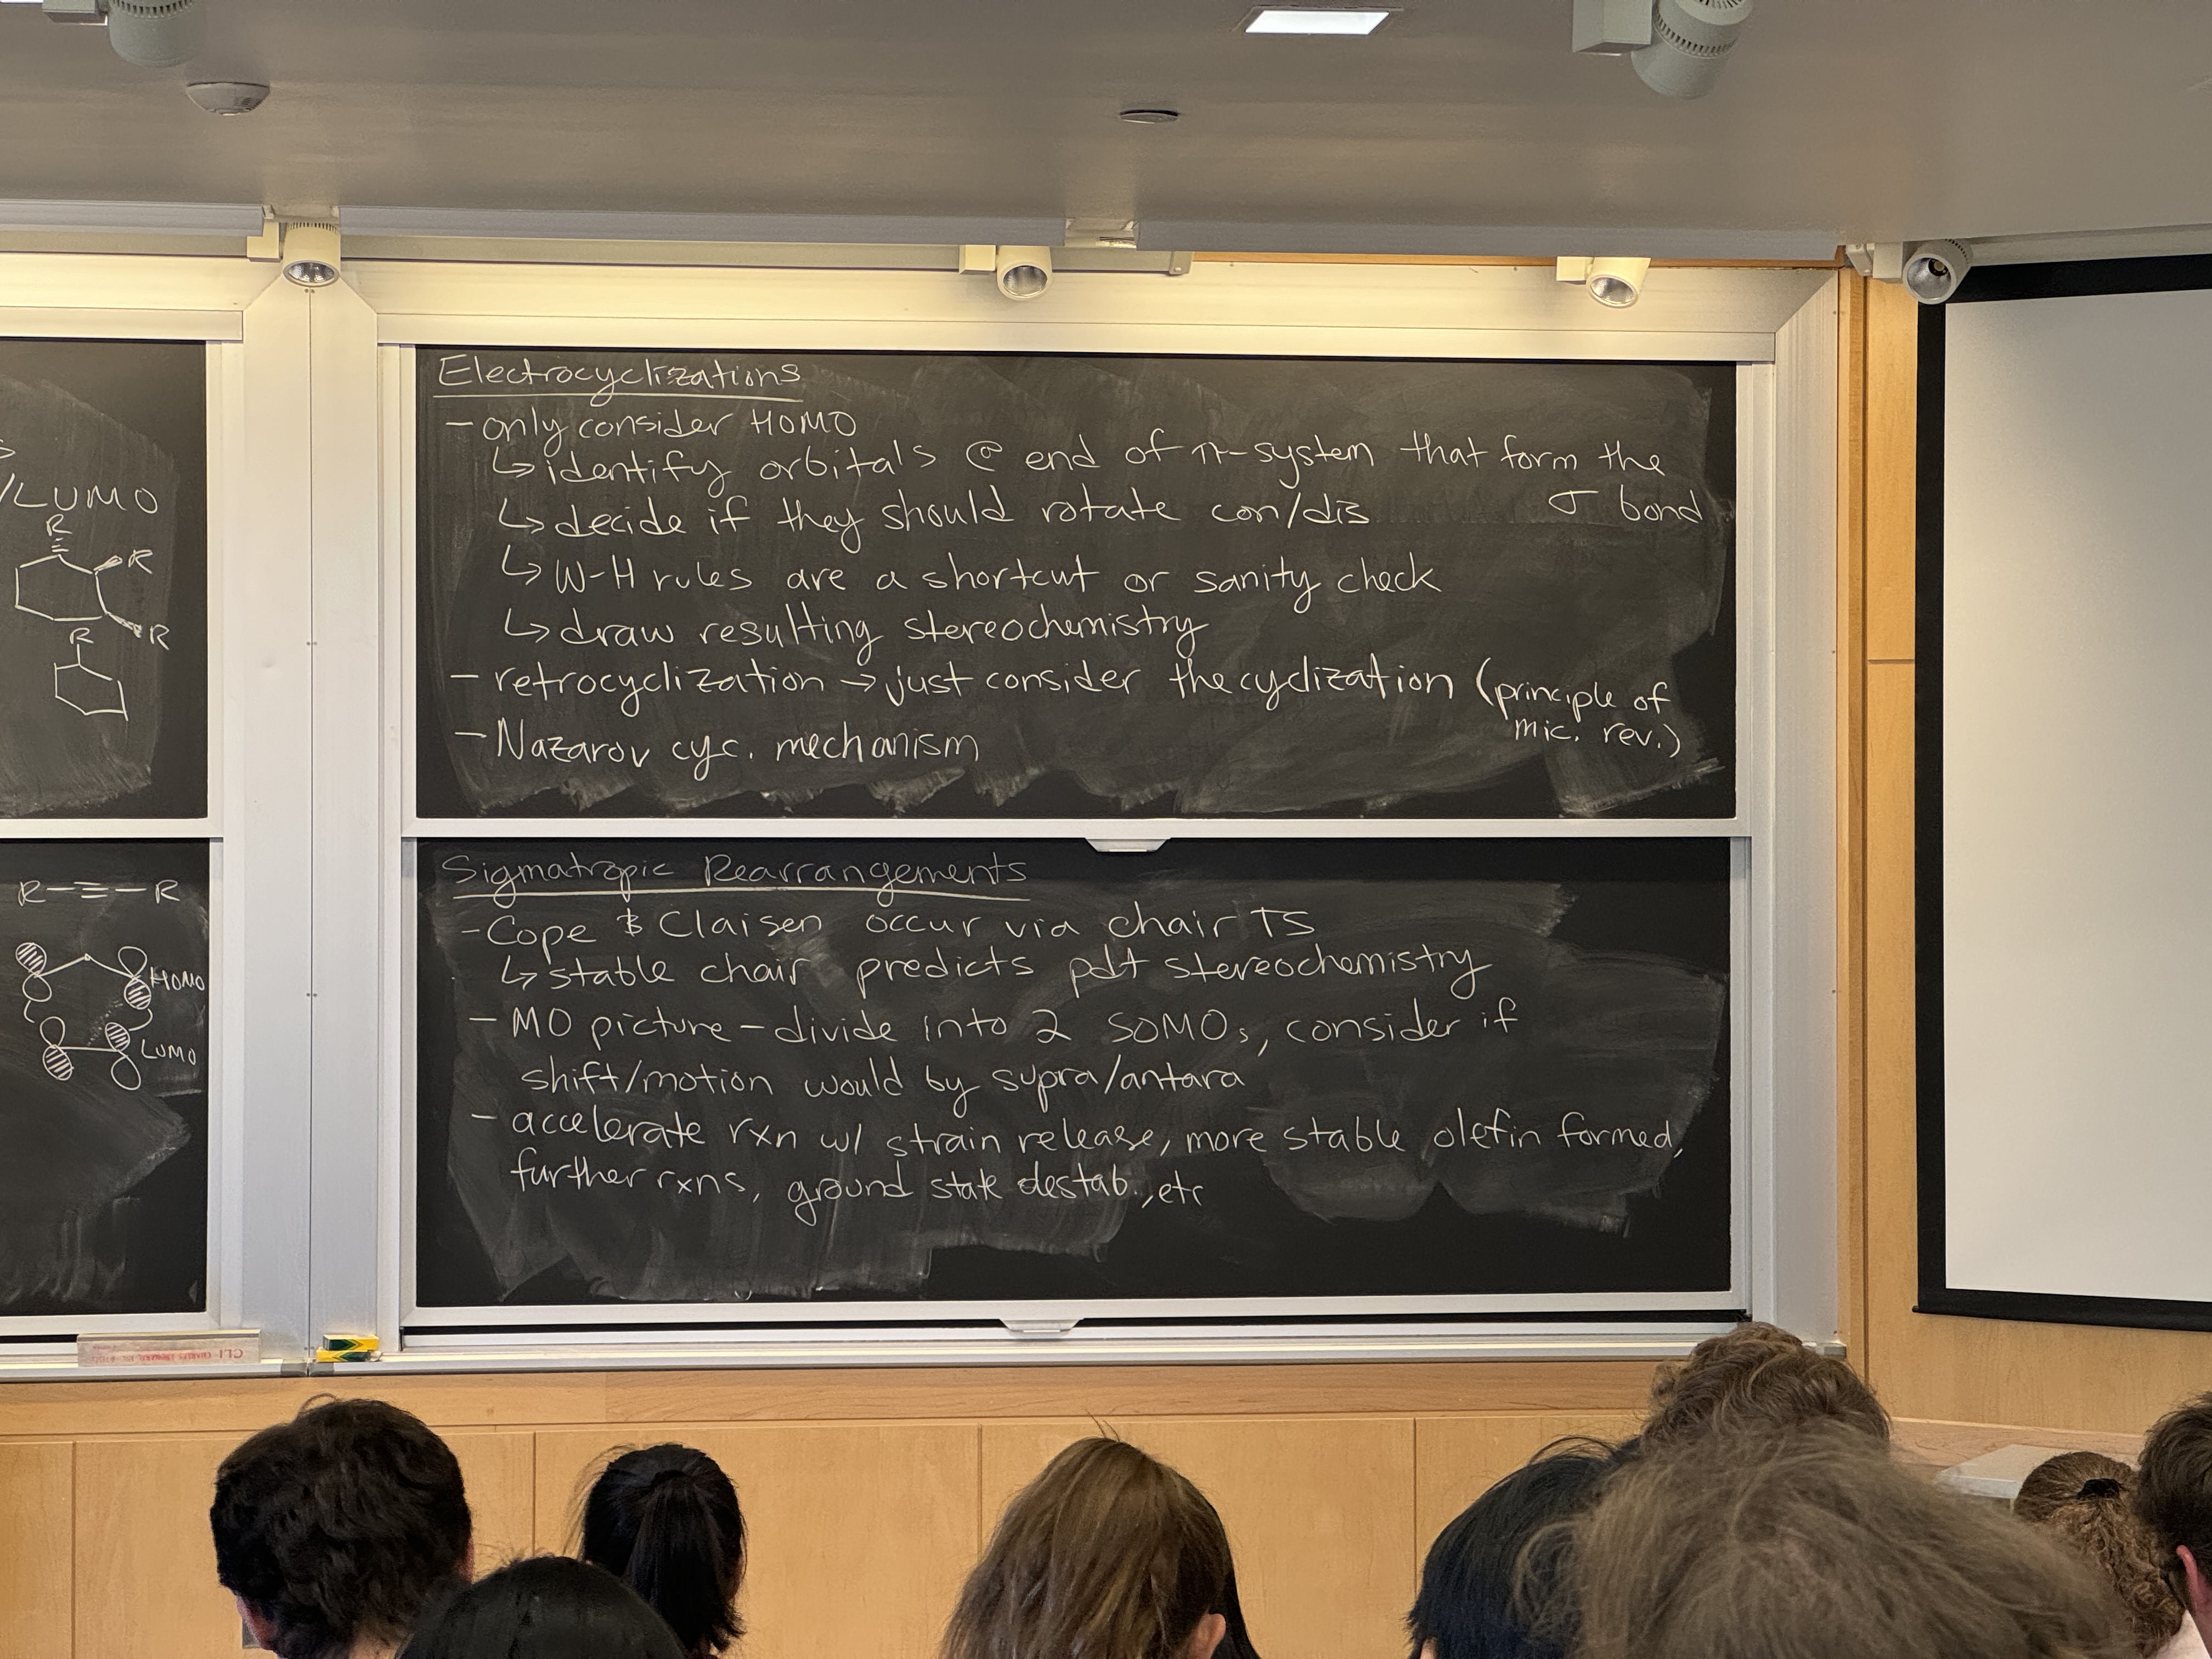 /LUMO
R
R
R
R
R-≡-R
HOMO
LUMO
Electrocyclizations
- only consider HOMO
↳ identify orbitals @ end of π-system that form the
σ bond
↳ decide if they should rotate con/dis
↳ W-H rules are a shortcut or sanity check
↳ draw resulting stereochemistry
- retrocyclization → just consider the cyclization (principle of
mic. rev.)
- Nazarov cyc. mechanism
Sigmatropic Rearrangements
- Cope & Claisen occur via chair TS
↳ stable chair predicts pdt stereochemistry
- MO picture - divide into 2 SOMOs, consider if
shift/motion would by supra/antara
- accelerate rxn w/ strain release, more stable olefin formed,
further rxns, ground state destab., etc